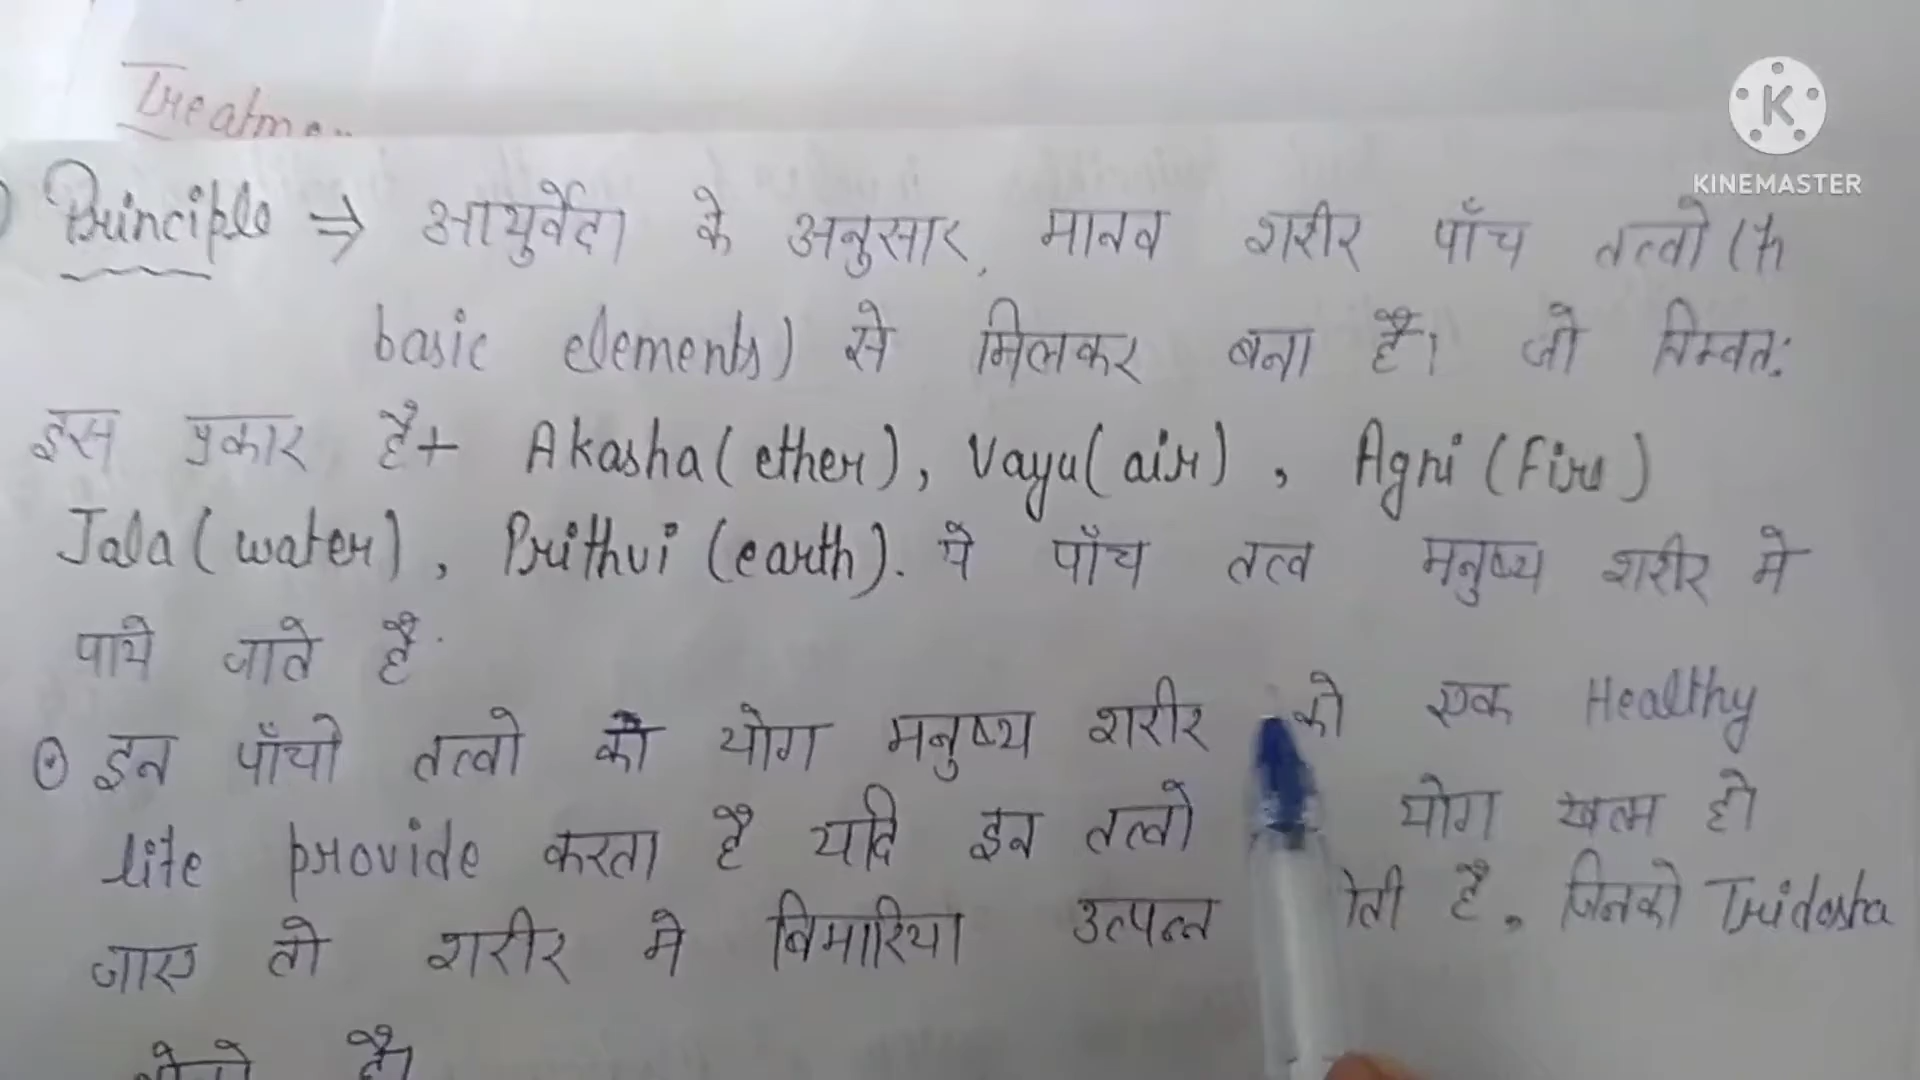 Treatm
KINEMASTER
Principle → आयुर्वेदा के अनुसार, मानव शरीर पाँच तत्वो (
basic elements) से मिलकर बना है। जो निम्वत:
इस प्रकार है+ Akasha (ether), Vayu (air), Agni (Fire)
Jala (water), Prithvi (earth). ये पाँच तत्व मनुष्य शरीर मे
पाये जाते है.
इन पाँचो तत्वो का योग मनुष्य शरीर को एक Healthy
life provide करता है यदि इन तत्वो योग खत्म हो
जाए तो शरीर मे बिमारिया उत्पन्न है. जिनको Tridosha
है।